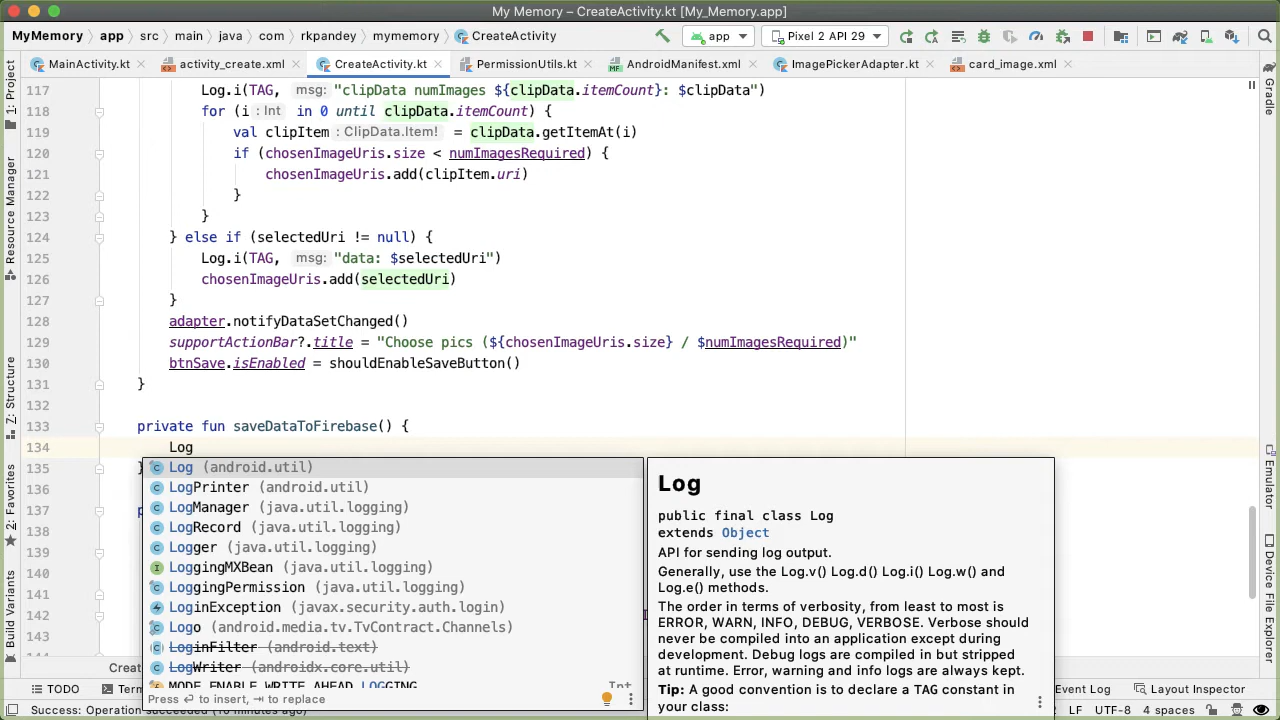 My Memory – CreateActivity.kt [My_Memory.app]
MyMemory app src main java com rkpandey mymemory CreateActivity app Pixel 2 API 29
MainActivity.kt activity_create.xml CreateActivity.kt PermissionUtils.kt AndroidManifest.xml ImagePickerAdapter.kt card_image.xml
117 Log.i(TAG, msg: "clipData numImages ${clipData.itemCount}: $clipData")
118 for (i : Int in 0 until clipData.itemCount) {
119 val clipItem : ClipData.Item! = clipData.getItemAt(i)
120 if (chosenImageUris.size < numImagesRequired) {
121 chosenImageUris.add(clipItem.uri)
122 }
123 }
124 } else if (selectedUri != null) {
125 Log.i(TAG, msg: "data: $selectedUri")
126 chosenImageUris.add(selectedUri)
127 }
128 adapter.notifyDataSetChanged()
129 supportActionBar?.title = "Choose pics (${chosenImageUris.size} / $numImagesRequired)"
130 btnSave.isEnabled = shouldEnableSaveButton()
131 }
132
133 private fun saveDataToFirebase() {
134 Log
135 }
136
137 p
138
139
140
141
142
143
Log (android.util)
LogPrinter (android.util)
LogManager (java.util.logging)
LogRecord (java.util.logging)
Logger (java.util.logging)
LoggingMXBean (java.util.logging)
LoggingPermission (java.util.logging)
LoginException (javax.security.auth.login)
Logo (android.media.tv.TvContract.Channels)
LoginFilter (android.text)
LogWriter (androidx.core.util)
MODE_ENABLE_WRITE_AHEAD_LOGGING Int
Press ⏎ to insert, ⇥ to replace
Log
public final class Log
extends Object
API for sending log output.
Generally, use the Log.v() Log.d() Log.i() Log.w() and
Log.e() methods.
The order in terms of verbosity, from least to most is
ERROR, WARN, INFO, DEBUG, VERBOSE. Verbose should
never be compiled into an application except during
development. Debug logs are compiled in but stripped
at runtime. Error, warning and info logs are always kept.
Tip: A good convention is to declare a TAG constant in
your class:
1: Project
Resource Manager
7: Structure
2: Favorites
Build Variants
Gradle
Emulator
Device File Explorer
Crea
TODO Term Event Log Layout Inspector
Success: Operation succeeded (10 minutes ago) LF UTF-8 4 spaces